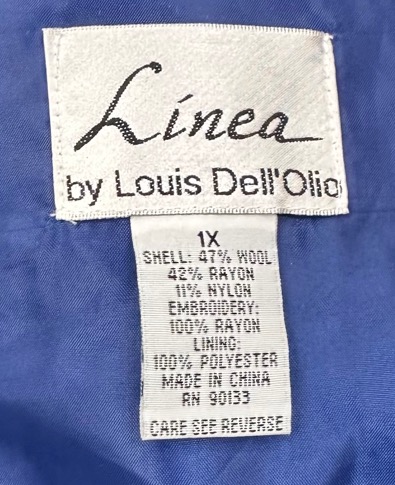 Línea
by Louis Dell'Olio
1X
SHELL: 47% WOOL
42% RAYON
11% NYLON
EMBROIDERY:
100% RAYON
LINING:
100% POLYESTER
MADE IN CHINA
RN 90133
CARE SEE REVERSE